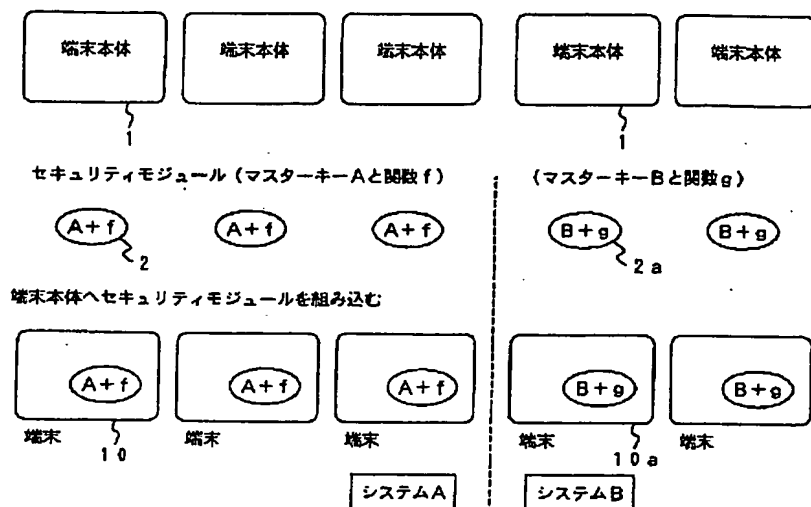 端末本体 端末本体 端末本体 端末本体 端末本体
1 1
セキュリティモジュール（マスターキーAと関数f） （マスターキーBと関数g）
A+f A+f A+f B+g B+g
2 2a
端末本体へセキュリティモジュールを組み込む
A+f A+f A+f B+g B+g
端末 端末 端末 端末 端末
10 10a
システムA システムB